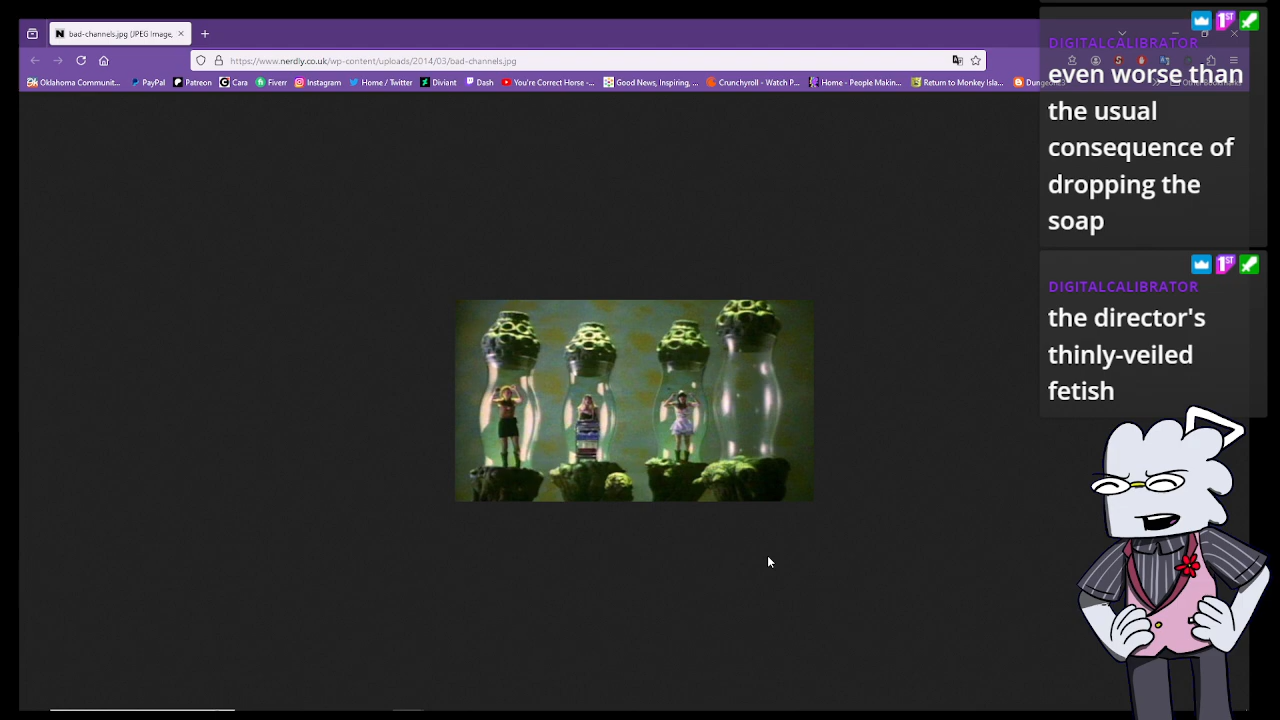 bad-channels.jpg (JPEG Image,
https://www.nerdly.co.uk/wp-content/uploads/2014/03/bad-channels.jpg
Oklahoma Communit...
PayPal
Patreon
Cara
Fiverr
Instagram
Home / Twitter
Diviant
Dash
You're Correct Horse -...
Good News, Inspiring, ...
Crunchyroll - Watch P...
Home - People Makin...
Return to Monkey Isla...
DIGITALCALIBRATOR
even worse than
the usual
consequence of
dropping the
soap
DIGITALCALIBRATOR
the director's
thinly-veiled
fetish